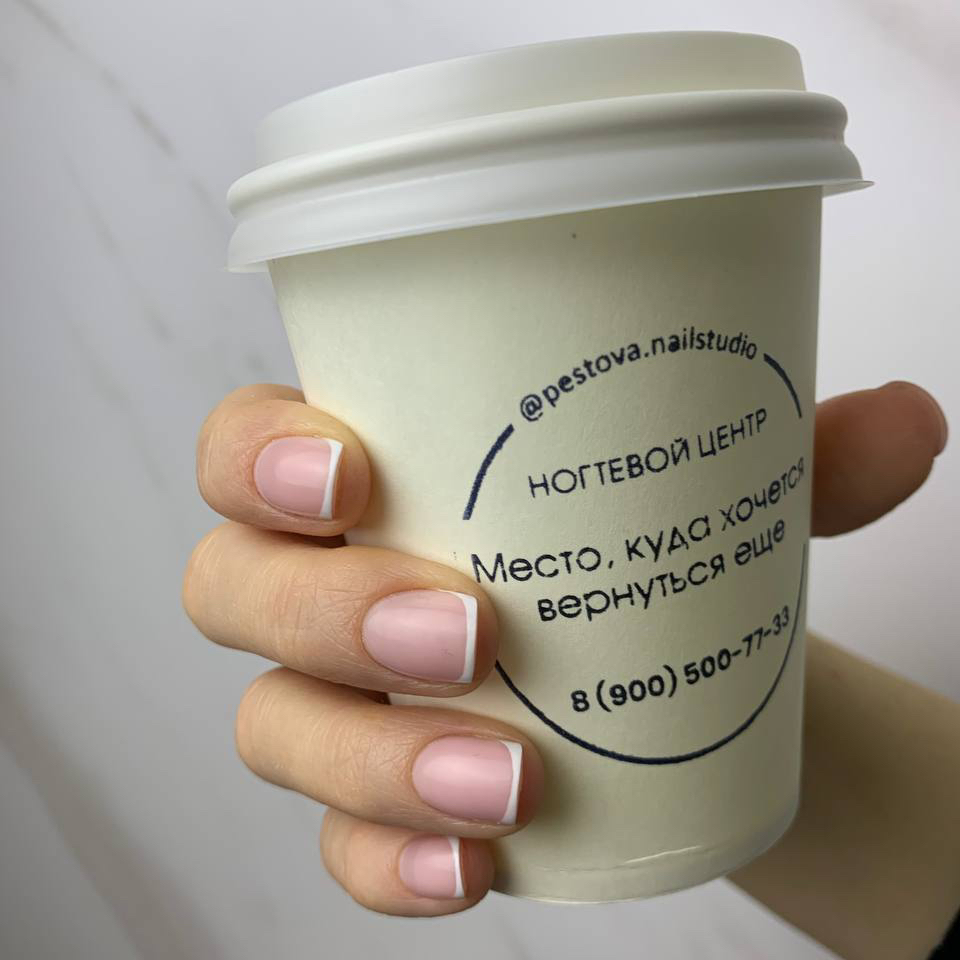 @pestova.nailstudio
НОГТЕВОЙ ЦЕНТР
Место, куда хочется
вернуться еще
8 (900) 500-77-33